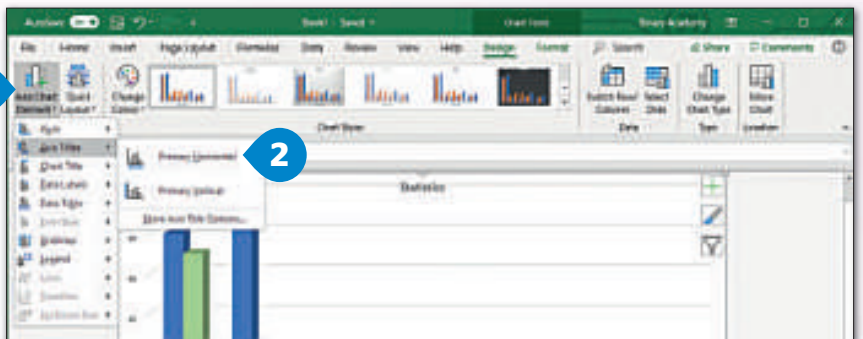 AutoSave On Book1 - Saved Chart Tools Binary Academy
File Home Insert Page Layout Formulas Data Review View Help Design Format Search Share Comments
Add Chart Element Quick Layout Change Colors Switch Row/Column Select Data Change Chart Type Move Chart
Chart Styles Data Type Location
Axes
Axis Titles
Chart Title
Data Labels
Data Table
Error Bars
Gridlines
Legend
Lines
Trendline
Up/Down Bars
Primary Horizontal
2
Primary Vertical
More Axis Title Options...
Statistics